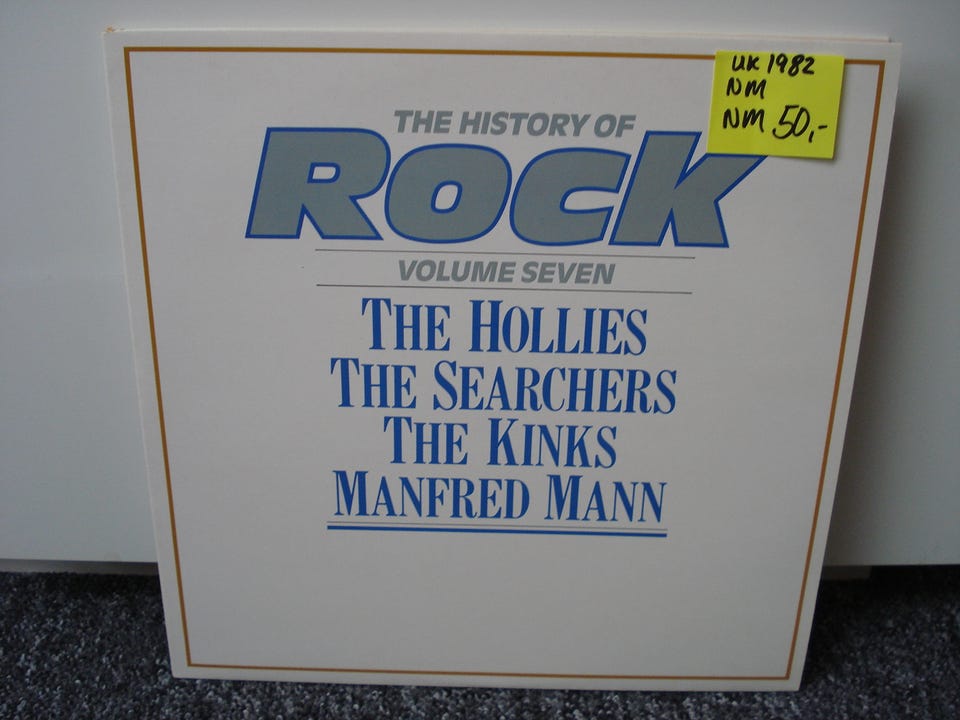 UK 1982
NM
NM 50,-
THE HISTORY OF
ROCK
VOLUME SEVEN
THE HOLLIES
THE SEARCHERS
THE KINKS
MANFRED MANN